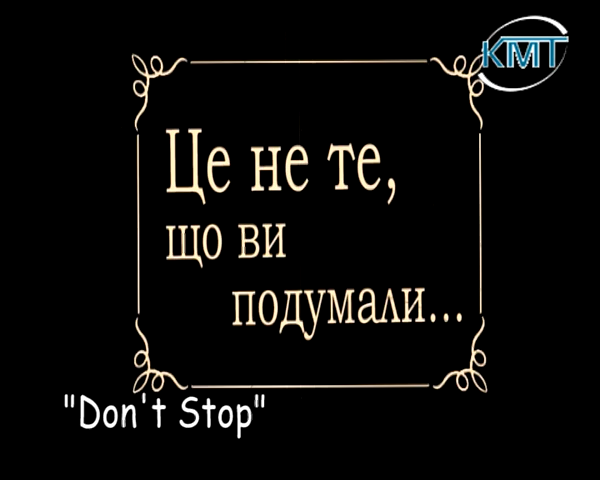 КМТ
Це не те,
що ви
подумали...
"Don't Stop"